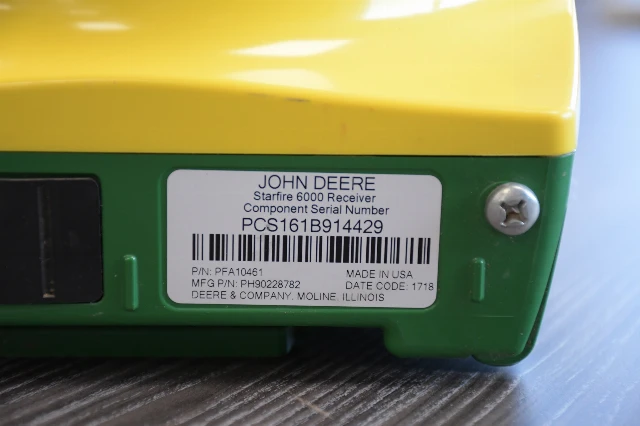 JOHN DEERE
Starfire 6000 Receiver
Component Serial Number
PCS161B914429
P/N: PFA10461 MADE IN USA
MFG P/N: PH90228782 DATE CODE: 1718
DEERE & COMPANY, MOLINE, ILLINOIS